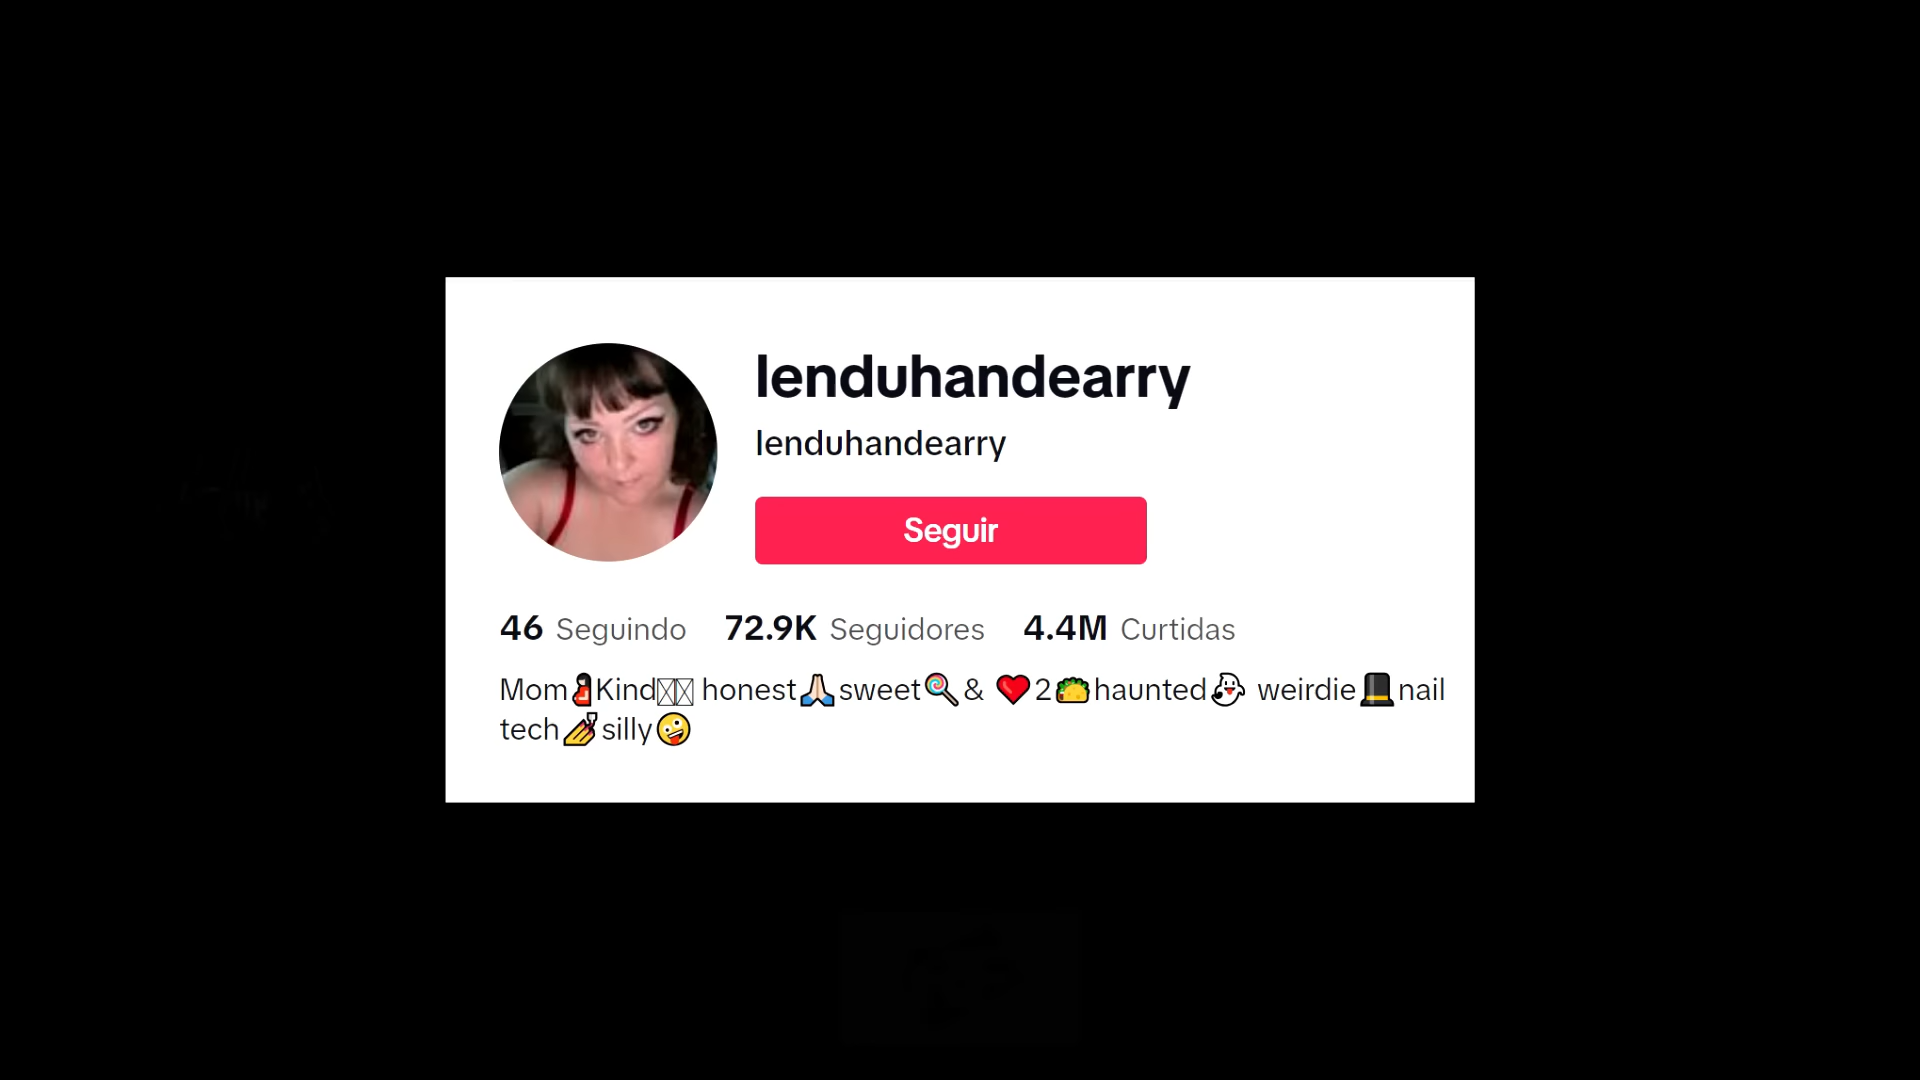 lenduhandearry
lenduhandearry
Seguir
46 Seguindo 72.9K Seguidores 4.4M Curtidas
Mom🤰🏻Kind honest🙏🏻sweet🍭& ❤️2🌮haunted👻 weirdie🎩nail
tech💅silly🤪